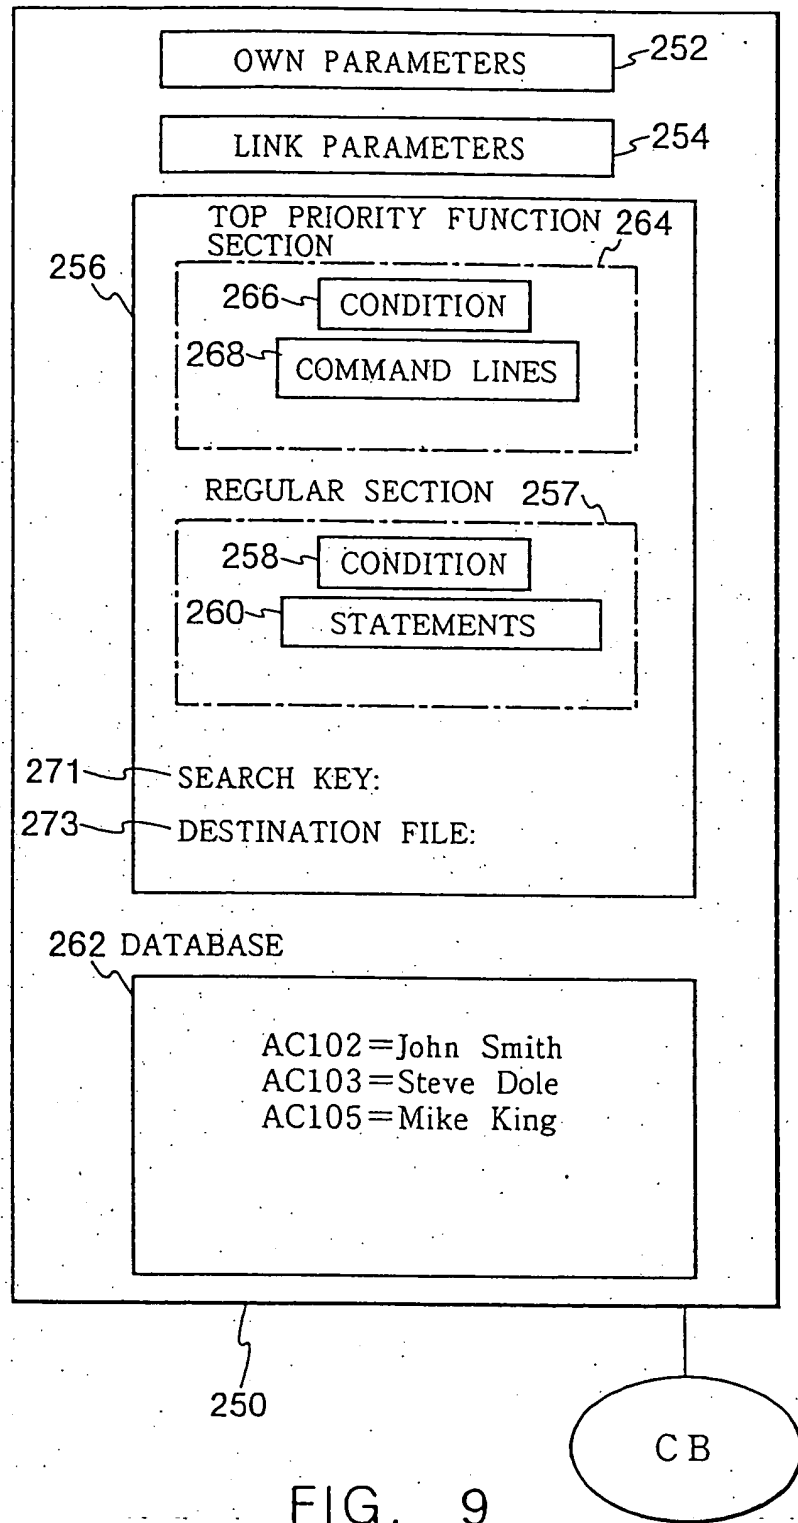 OWN PARAMETERS 252
LINK PARAMETERS 254
TOP PRIORITY FUNCTION
SECTION 264
256
266 CONDITION
268 COMMAND LINES
REGULAR SECTION 257
258 CONDITION
260 STATEMENTS
271 SEARCH KEY:
273 DESTINATION FILE:
262 DATABASE
AC102=John Smith
AC103=Steve Dole
AC105=Mike King
250
CB
FIG. 9